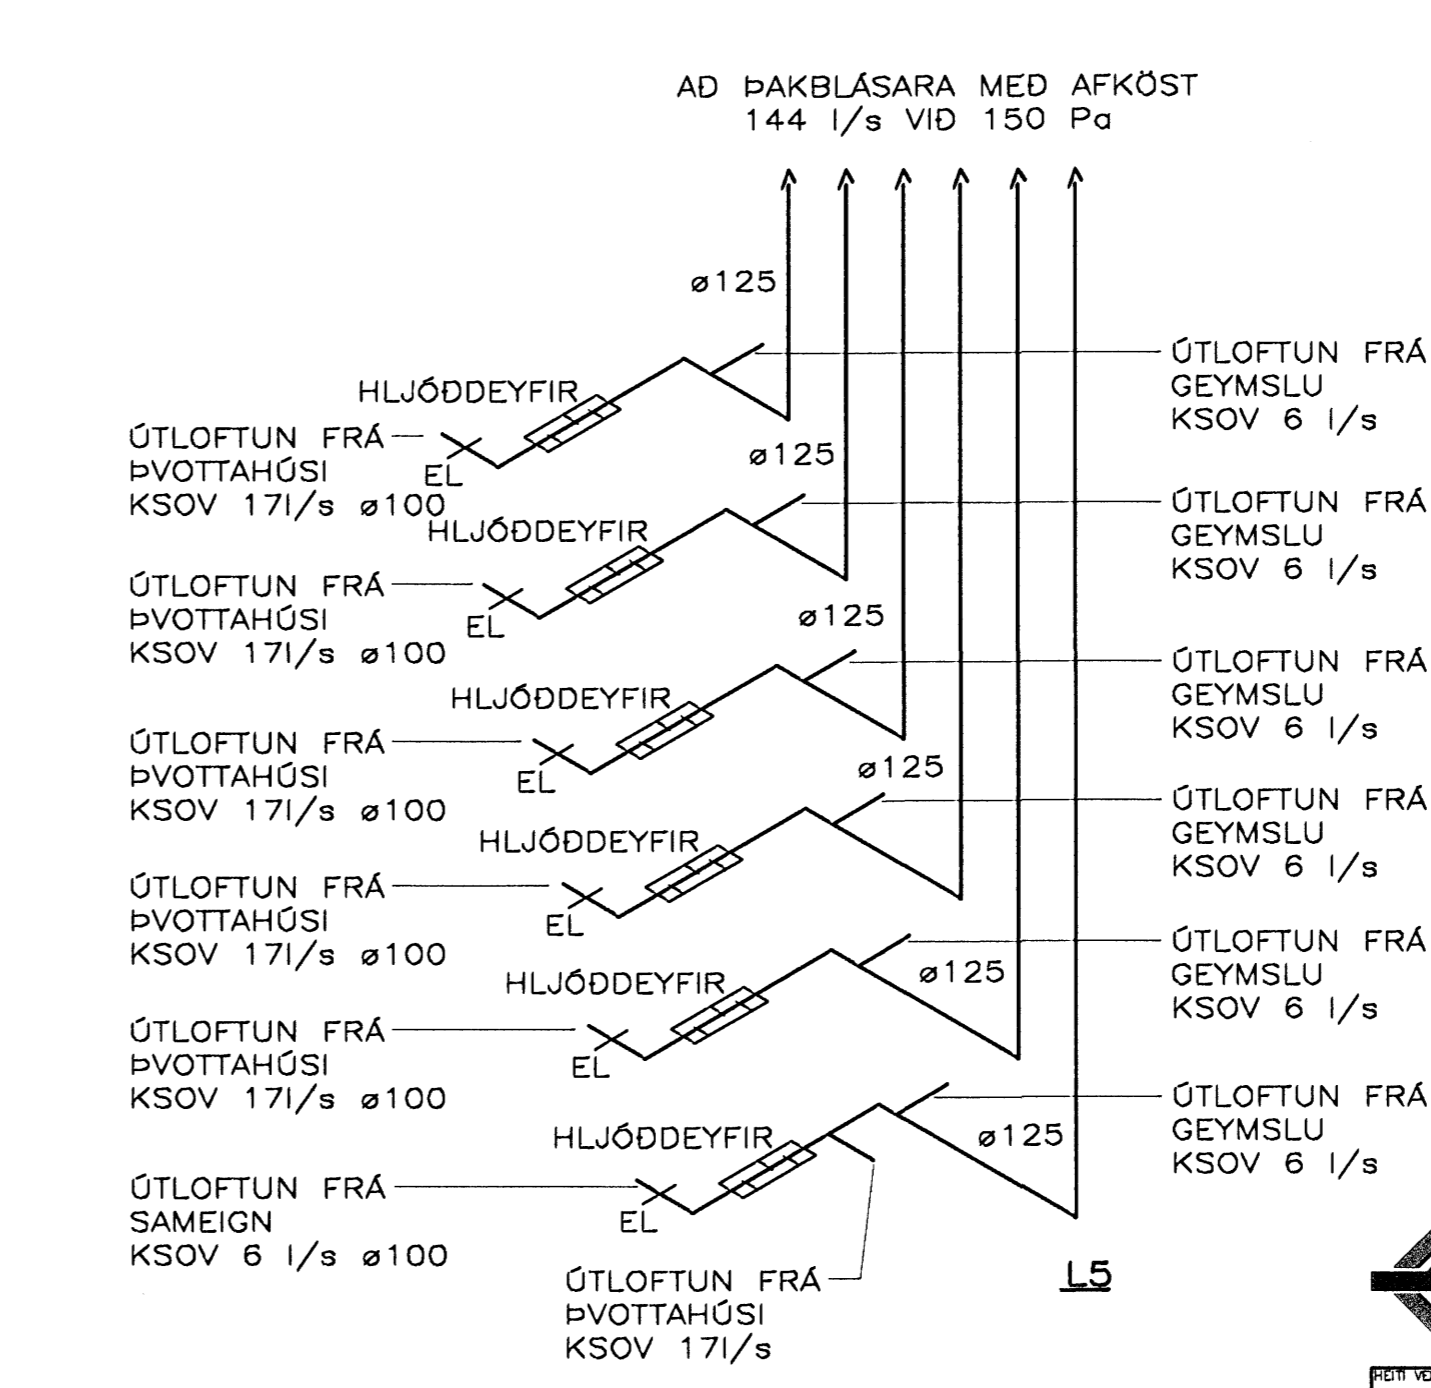 AÐ ÞAKBLÁSARA MEÐ AFKÖST
144 l/s VIÐ 150 Pa
ø125
HLJÓÐDEYFIR
ÚTLOFTUN FRÁ
ÞVOTTAHÚSI
KSOV 17l/s ø100
EL
ÚTLOFTUN FRÁ
GEYMSLU
KSOV 6 l/s
ø125
HLJÓÐDEYFIR
ÚTLOFTUN FRÁ
ÞVOTTAHÚSI
KSOV 17l/s ø100
EL
ÚTLOFTUN FRÁ
GEYMSLU
KSOV 6 l/s
ø125
HLJÓÐDEYFIR
ÚTLOFTUN FRÁ
ÞVOTTAHÚSI
KSOV 17l/s ø100
EL
ÚTLOFTUN FRÁ
GEYMSLU
KSOV 6 l/s
ø125
HLJÓÐDEYFIR
ÚTLOFTUN FRÁ
ÞVOTTAHÚSI
KSOV 17l/s ø100
EL
ÚTLOFTUN FRÁ
GEYMSLU
KSOV 6 l/s
ø125
HLJÓÐDEYFIR
ÚTLOFTUN FRÁ
ÞVOTTAHÚSI
KSOV 17l/s ø100
EL
ÚTLOFTUN FRÁ
GEYMSLU
KSOV 6 l/s
ø125
HLJÓÐDEYFIR
ÚTLOFTUN FRÁ
SAMEIGN
KSOV 6 l/s ø100
EL
ÚTLOFTUN FRÁ
GEYMSLU
KSOV 6 l/s
ÚTLOFTUN FRÁ
ÞVOTTAHÚSI
KSOV 17l/s
L5
HEITI